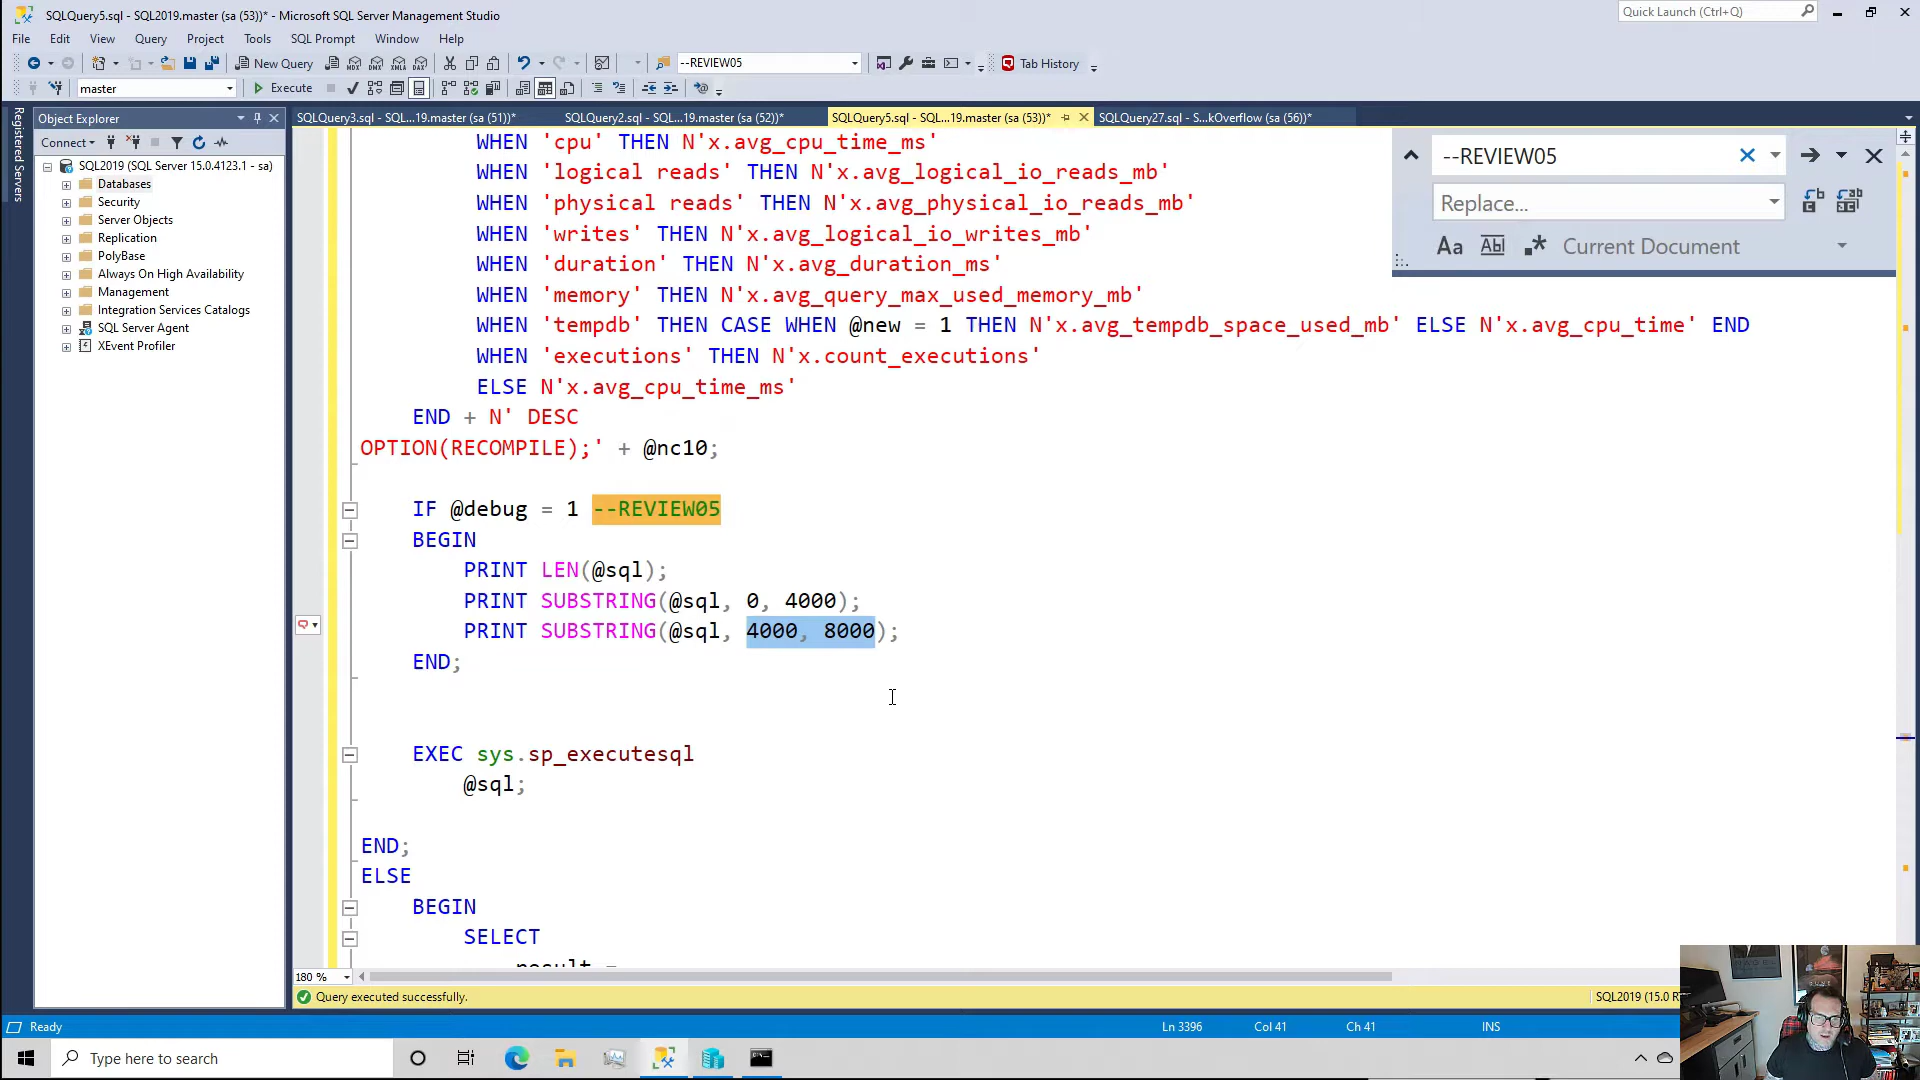 SQLQuery5.sql - SQL2019.master (sa (53))* - Microsoft SQL Server Management Studio
Quick Launch (Ctrl+Q)
File Edit View Query Project Tools SQL Prompt Window Help
New Query
--REVIEW05
Tab History
master
Execute
Registered Servers
Object Explorer
SQLQuery3.sql - SQL...19.master (sa (51))*
SQLQuery2.sql - SQL...19.master (sa (52))*
SQLQuery5.sql - SQL...19.master (sa (53))*
SQLQuery27.sql - S...kOverflow (sa (56))*
Connect
SQL2019 (SQL Server 15.0.4123.1 - sa)
Databases
Security
Server Objects
Replication
PolyBase
Always On High Availability
Management
Integration Services Catalogs
SQL Server Agent
XEvent Profiler
WHEN 'cpu' THEN N'x.avg_cpu_time_ms'
WHEN 'logical reads' THEN N'x.avg_logical_io_reads_mb'
WHEN 'physical reads' THEN N'x.avg_physical_io_reads_mb'
WHEN 'writes' THEN N'x.avg_logical_io_writes_mb'
WHEN 'duration' THEN N'x.avg_duration_ms'
WHEN 'memory' THEN N'x.avg_query_max_used_memory_mb'
WHEN 'tempdb' THEN CASE WHEN @new = 1 THEN N'x.avg_tempdb_space_used_mb' ELSE N'x.avg_cpu_time' END
WHEN 'executions' THEN N'x.count_executions'
ELSE N'x.avg_cpu_time_ms'
END + N' DESC
OPTION(RECOMPILE);' + @nc10;
IF @debug = 1 --REVIEW05
BEGIN
PRINT LEN(@sql);
PRINT SUBSTRING(@sql, 0, 4000);
PRINT SUBSTRING(@sql, 4000, 8000);
END;
EXEC sys.sp_executesql
@sql;
END;
ELSE
BEGIN
SELECT
result =
--REVIEW05
Replace...
Aa Abl Current Document
180 %
Query executed successfully.
SQL2019 (15.0
Ready
Ln 3396 Col 41 Ch 41 INS
Type here to search